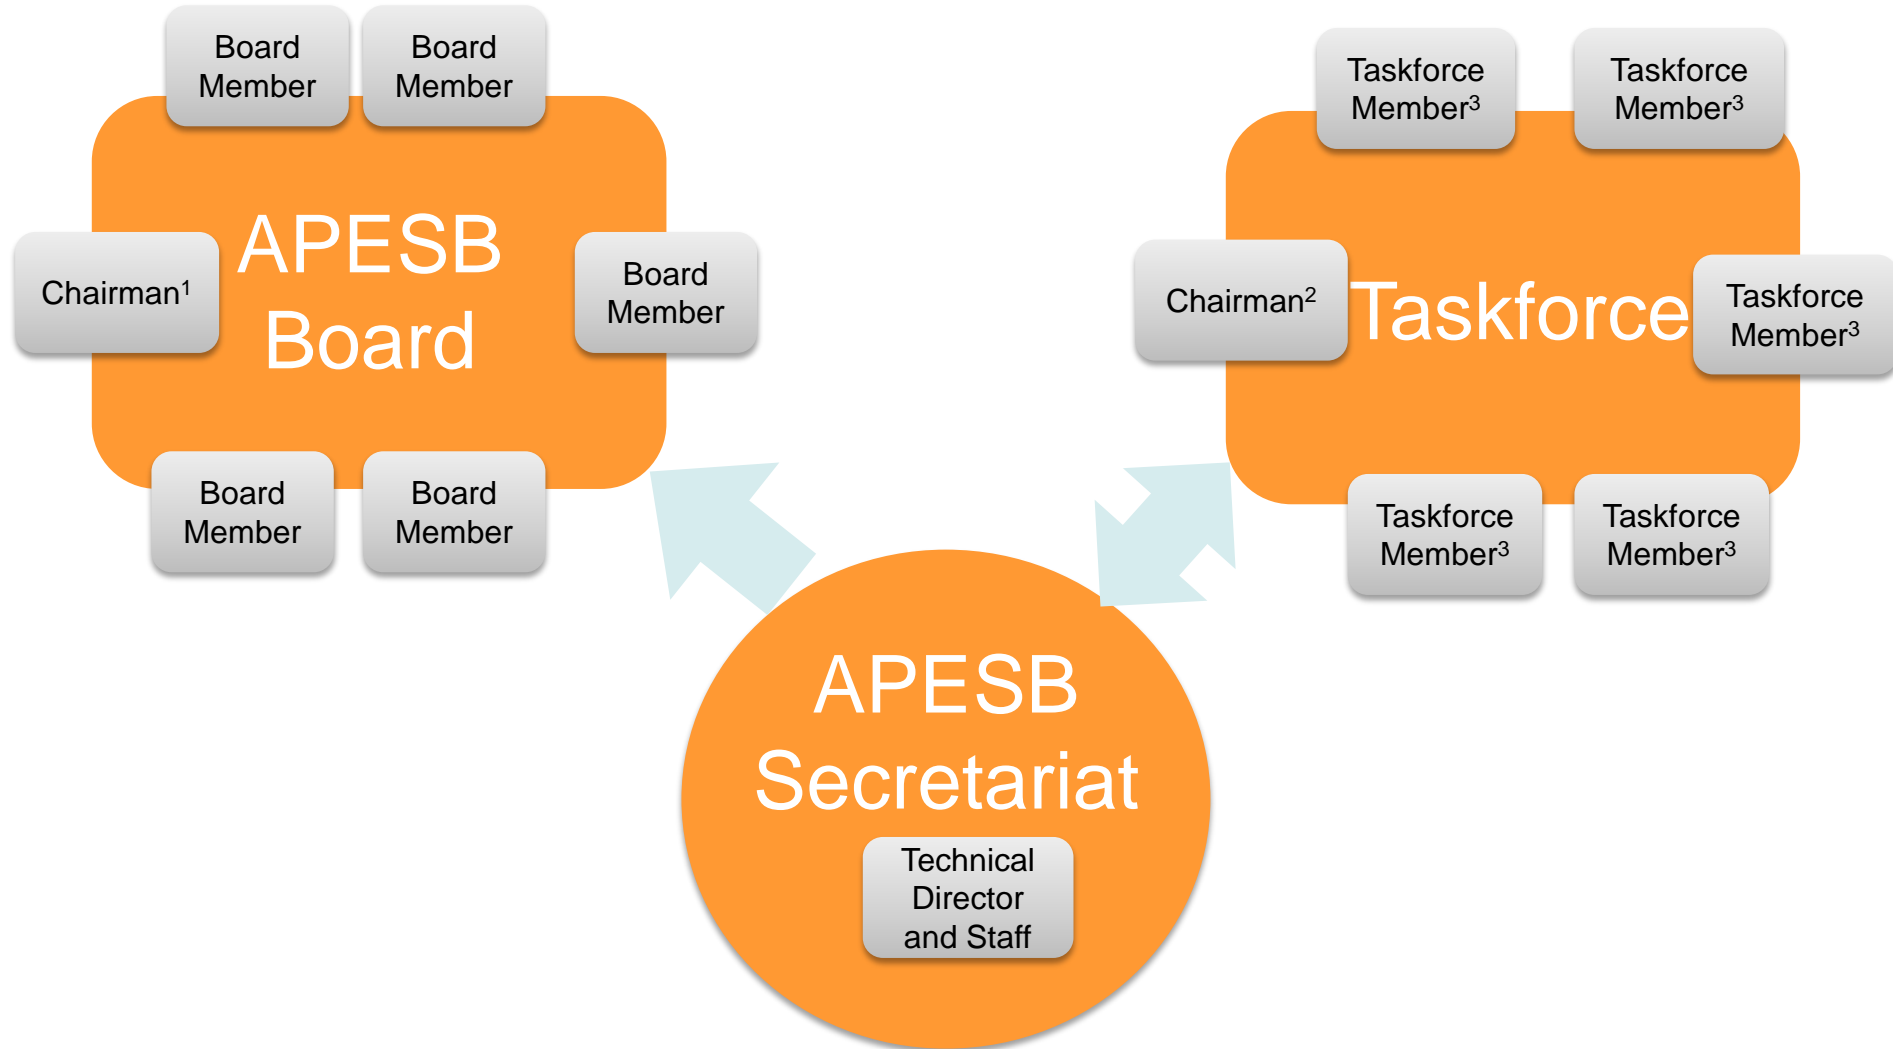 Board
Member
Board
Member
APESB
Board
Chairman¹
Board
Member
Board
Member
Board
Member
Taskforce
Member³
Taskforce
Member³
Chairman²
Taskforce
Taskforce
Member³
Taskforce
Member³
Taskforce
Member³
APESB
Secretariat
Technical
Director
and Staff